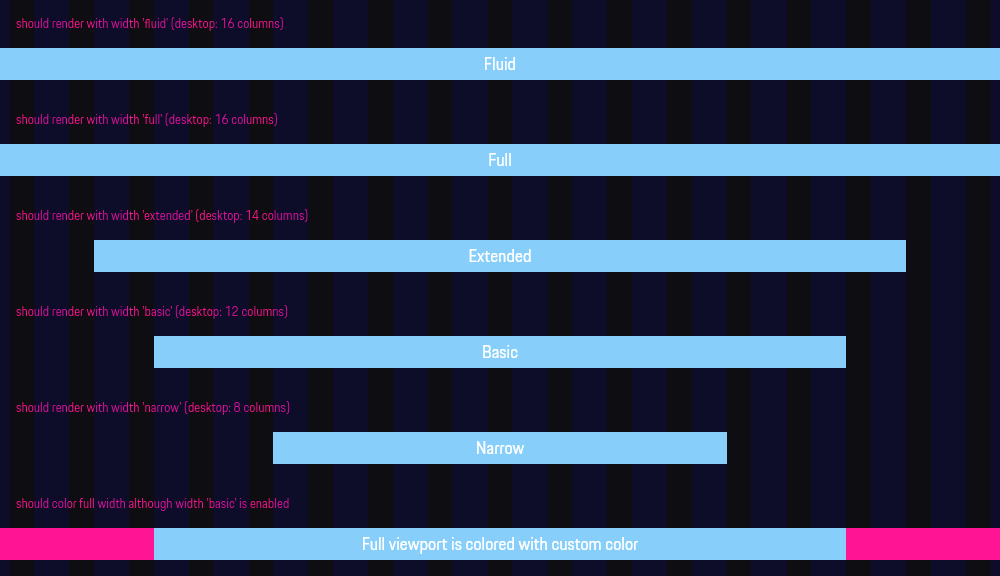 should render with width 'fluid' (desktop: 16 columns)
Fluid
should render with width 'full' (desktop: 16 columns)
Full
should render with width 'extended' (desktop: 14 columns)
Extended
should render with width 'basic' (desktop: 12 columns)
Basic
should render with width 'narrow' (desktop: 8 columns)
Narrow
should color full width although width 'basic' is enabled
Full viewport is colored with custom color